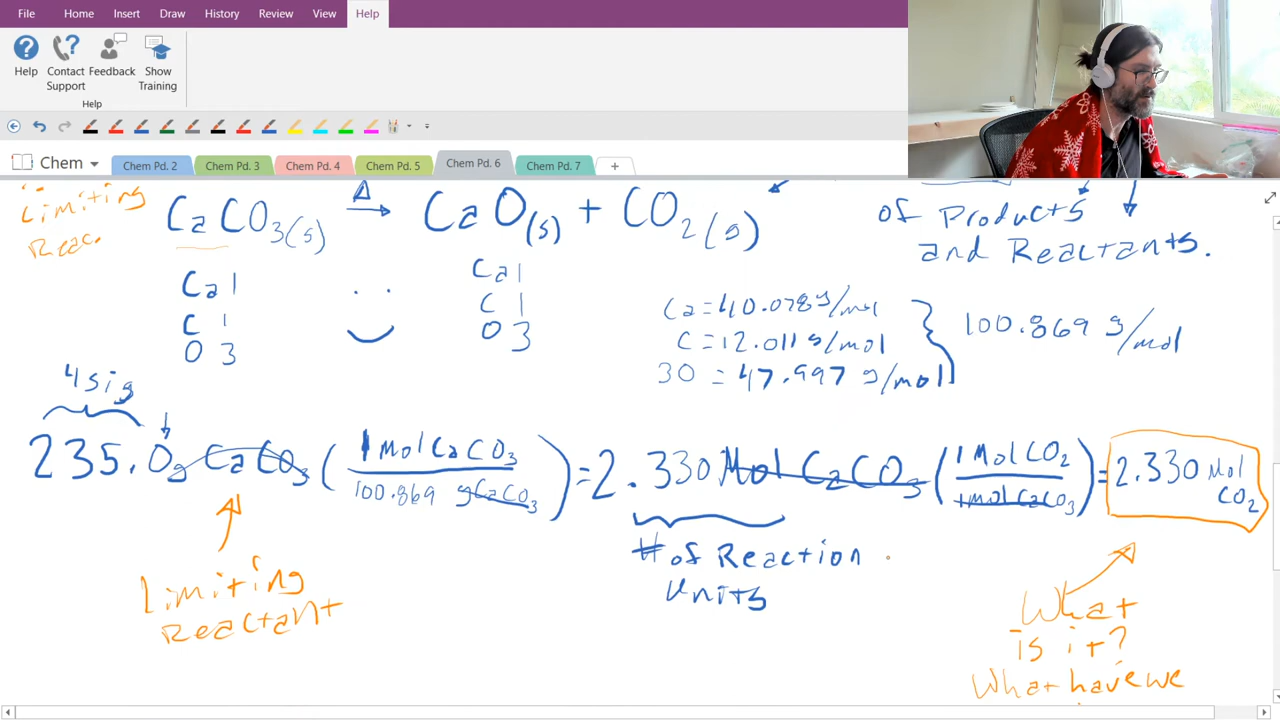 File Home Insert Draw History Review View Help
Help Contact Support Feedback Show Training
Help
Chem Chem Pd. 2 Chem Pd. 3 Chem Pd. 4 Chem Pd. 5 Chem Pd. 6 Chem Pd. 7 +
Limiting
Reac.
CaCO3(s) Δ → CaO(s) + CO2(g)
of Products
and Reactants.
Ca 1
C 1
O 3
Ca 1
C 1
O 3
Ca = 40.078 g/mol
C = 12.011 g/mol
3O = 47.997 g/mol
100.869 g/mol
4 sig
235.0g CaCO3 (1 Mol CaCO3 / 100.869 g CaCO3) = 2.330 Mol CaCO3 (1 Mol CO2 / 1 mol CaCO3) = 2.330 Mol CO2
# of Reaction
Units
Limiting
Reactant
What
is it?
What have we